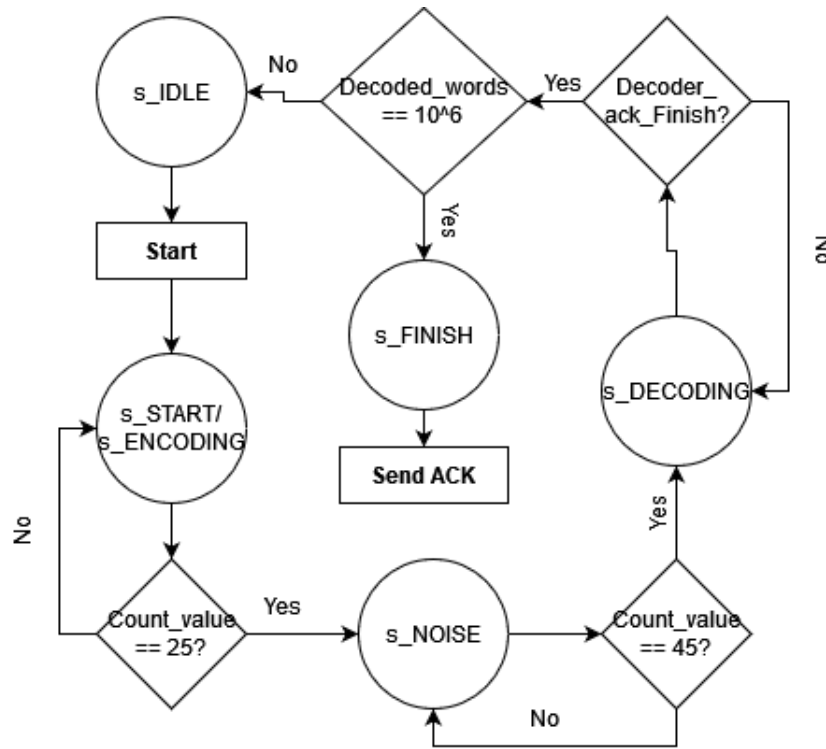 s_IDLE
No
Decoded_words
== 10^6
Yes
Decoder_
ack_Finish?
Start
Yes
No
s_FINISH
s_DECODING
s_START/
s_ENCODING
Send ACK
No
Yes
Count_value
== 25?
Yes
s_NOISE
Count_value
== 45?
No